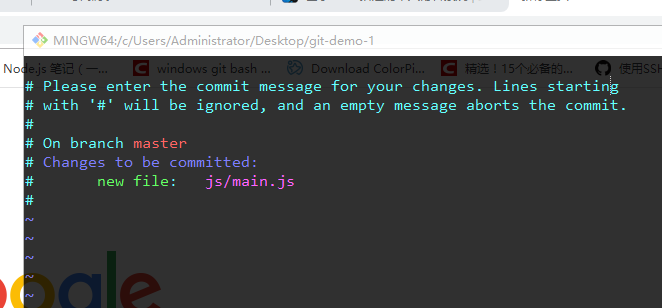 MINGW64:/c/Users/Administrator/Desktop/git-demo-1
Node.js 笔记 (一...
windows git bash ...
Download ColorPi...
精选！15个必备的...
使用SSH
# Please enter the commit message for your changes. Lines starting
# with '#' will be ignored, and an empty message aborts the commit.
#
# On branch master
# Changes to be committed:
#       new file:   js/main.js
#
~
~
~
~
~
ogle